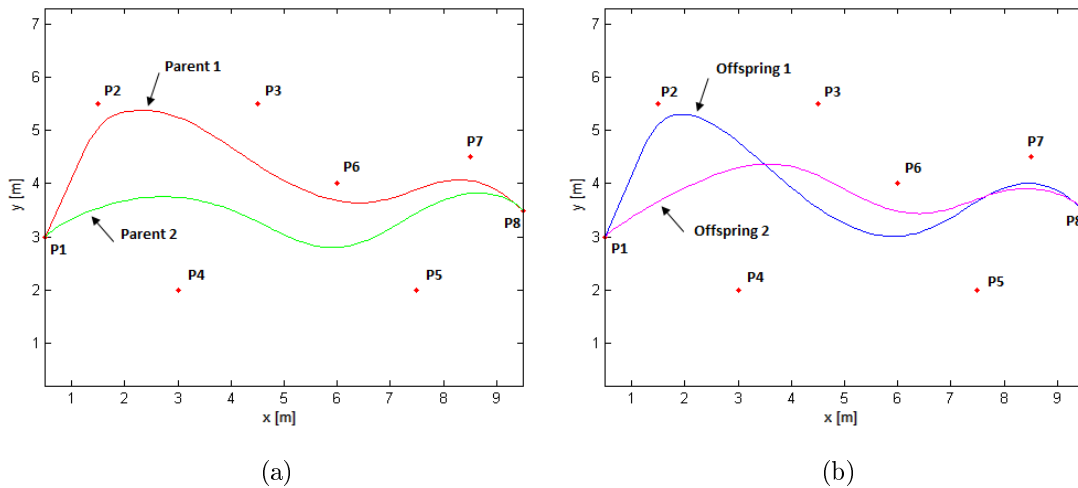 7
6
5
4
3
2
1
y [m]
Parent 1
P2
P3
P7
P6
P1
Parent 2
P8
P4
P5
1 2 3 4 5 6 7 8 9
x [m]
(a)
7
6
5
4
3
2
1
y [m]
Offspring 1
P2
P3
P7
P6
P1
Offspring 2
P8
P4
P5
1 2 3 4 5 6 7 8 9
x [m]
(b)